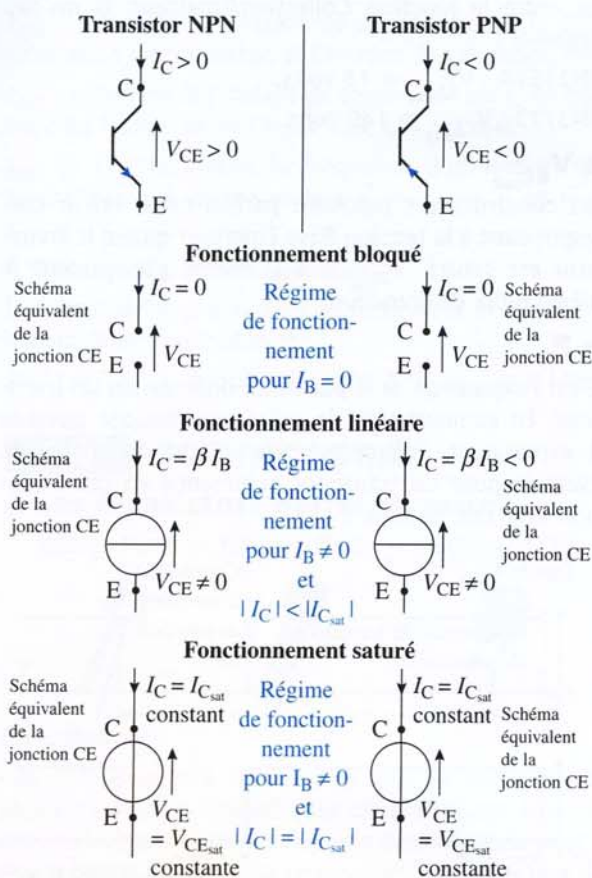 Transistor NPN
Transistor PNP
I_C > 0
C
V_CE > 0
E
I_C < 0
C
V_CE < 0
E
Fonctionnement bloqué
Schéma
équivalent
de la
jonction CE
I_C = 0
C
V_CE
E
Régime
de fonction-
nement
pour I_B = 0
I_C = 0
C
V_CE
E
Schéma
équivalent
de la
jonction CE
Fonctionnement linéaire
Schéma
équivalent
de la
jonction CE
I_C = β I_B
C
E
V_CE ≠ 0
Régime
de fonction-
nement
pour I_B ≠ 0
et
| I_C | < |I_Csat |
I_C = β I_B < 0
C
E
V_CE ≠ 0
Schéma
équivalent
de la
jonction CE
Fonctionnement saturé
Schéma
équivalent
de la
jonction CE
I_C = I_Csat
constant
C
E
V_CE
= V_CEsat
constante
Régime
de fonction-
nement
pour I_B ≠ 0
et
| I_C | = | I_Csat |
I_C = I_Csat
constant
C
E
V_CE
= V_CEsat
constante
Schéma
équivalent
de la
jonction CE